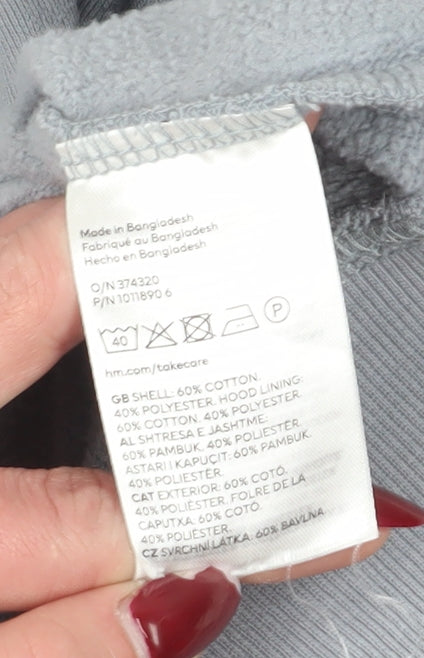 Made in Bangladesh
Fabriqué au Bangladesh
Hecho en Bangladesh
O/N 374320
P/N 1011890 6
40
P
hm.com/takecare
GB SHELL: 60% COTTON,
40% POLYESTER. HOOD LINING:
60% COTTON, 40% POLYESTER.
AL SHTRESA E JASHTME:
60% PAMBUK, 40% POLIESTËR.
ASTARI I KAPUÇIT: 60% PAMBUK,
40% POLIESTËR.
CAT EXTERIOR: 60% COTÓ,
40% POLIÈSTER. FOLRE DE LA
CAPUTXA: 60% COTÓ,
40% POLIÈSTER.
CZ SVRCHNÍ LÁTKA: 60% BAVLNA,